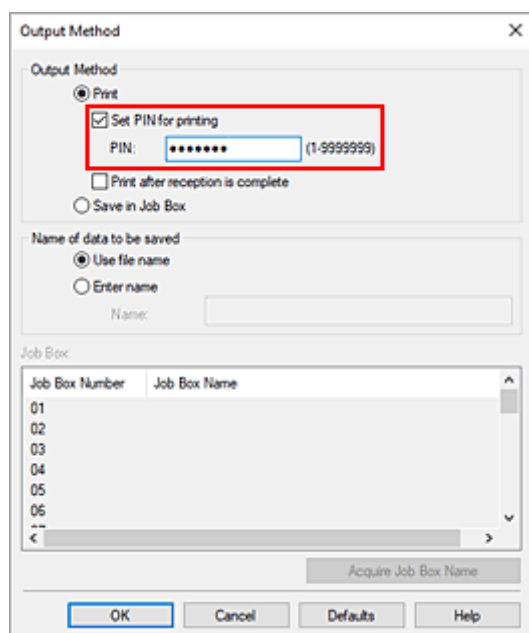 Output Method
Output Method
Print
Set PIN for printing
PIN: ••••••• (1-9999999)
Print after reception is complete
Save in Job Box
Name of data to be saved
Use file name
Enter name
Name:
Job Box:
Job Box Number Job Box Name
01
02
03
04
05
06
Acquire Job Box Name
OK Cancel Defaults Help